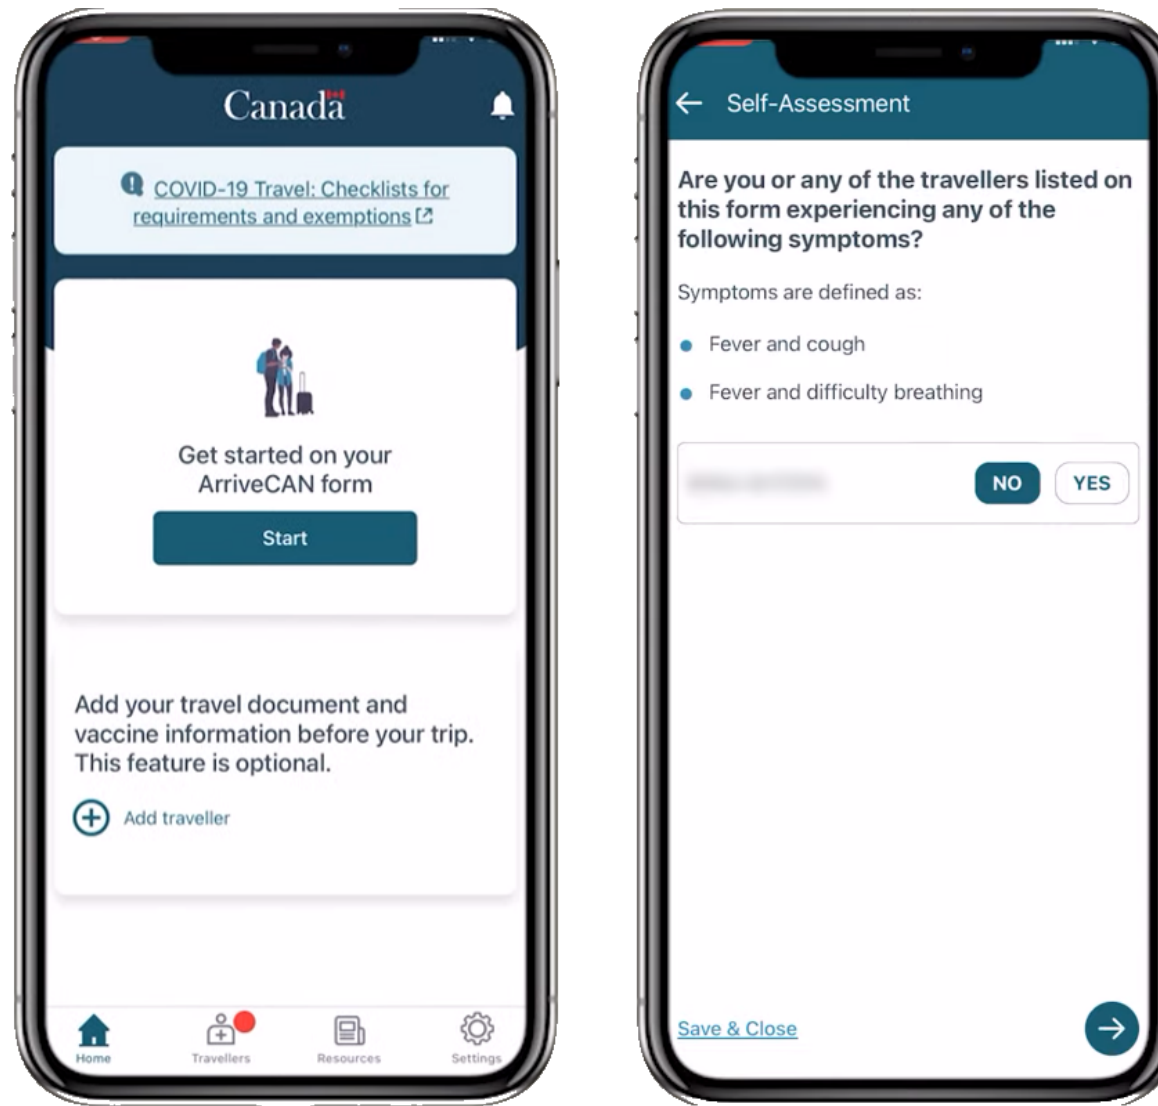 Canada
COVID-19 Travel: Checklists for
requirements and exemptions
Get started on your
ArriveCAN form
Start
Add your travel document and
vaccine information before your trip.
This feature is optional.
Add traveller
Home
Travellers
Resources
Settings
Self-Assessment
Are you or any of the travellers listed on
this form experiencing any of the
following symptoms?
Symptoms are defined as:
Fever and cough
Fever and difficulty breathing
NO YES
Save & Close